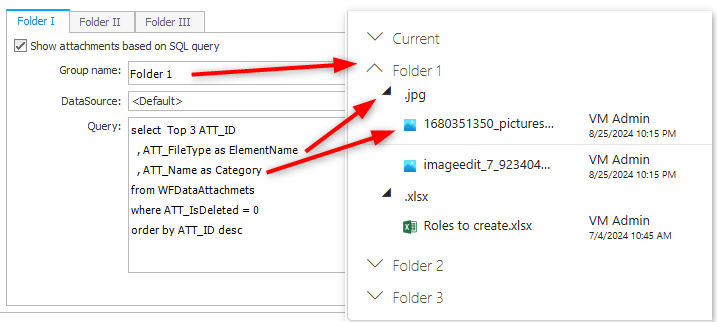 Folder I
Folder II
Folder III
Show attachments based on SQL query
Group name:
Folder 1
DataSource:
<Default>
Query:
select Top 3 ATT_ID
, ATT_FileType as ElementName
, ATT_Name as Category
from WFDataAttachmets
where ATT_IsDeleted = 0
order by ATT_ID desc
Current
Folder 1
.jpg
1680351350_pictures...
VM Admin
8/25/2024 10:15 PM
imageedit_7_923404...
VM Admin
8/25/2024 10:15 PM
.xlsx
Roles to create.xlsx
VM Admin
7/4/2024 10:45 AM
Folder 2
Folder 3